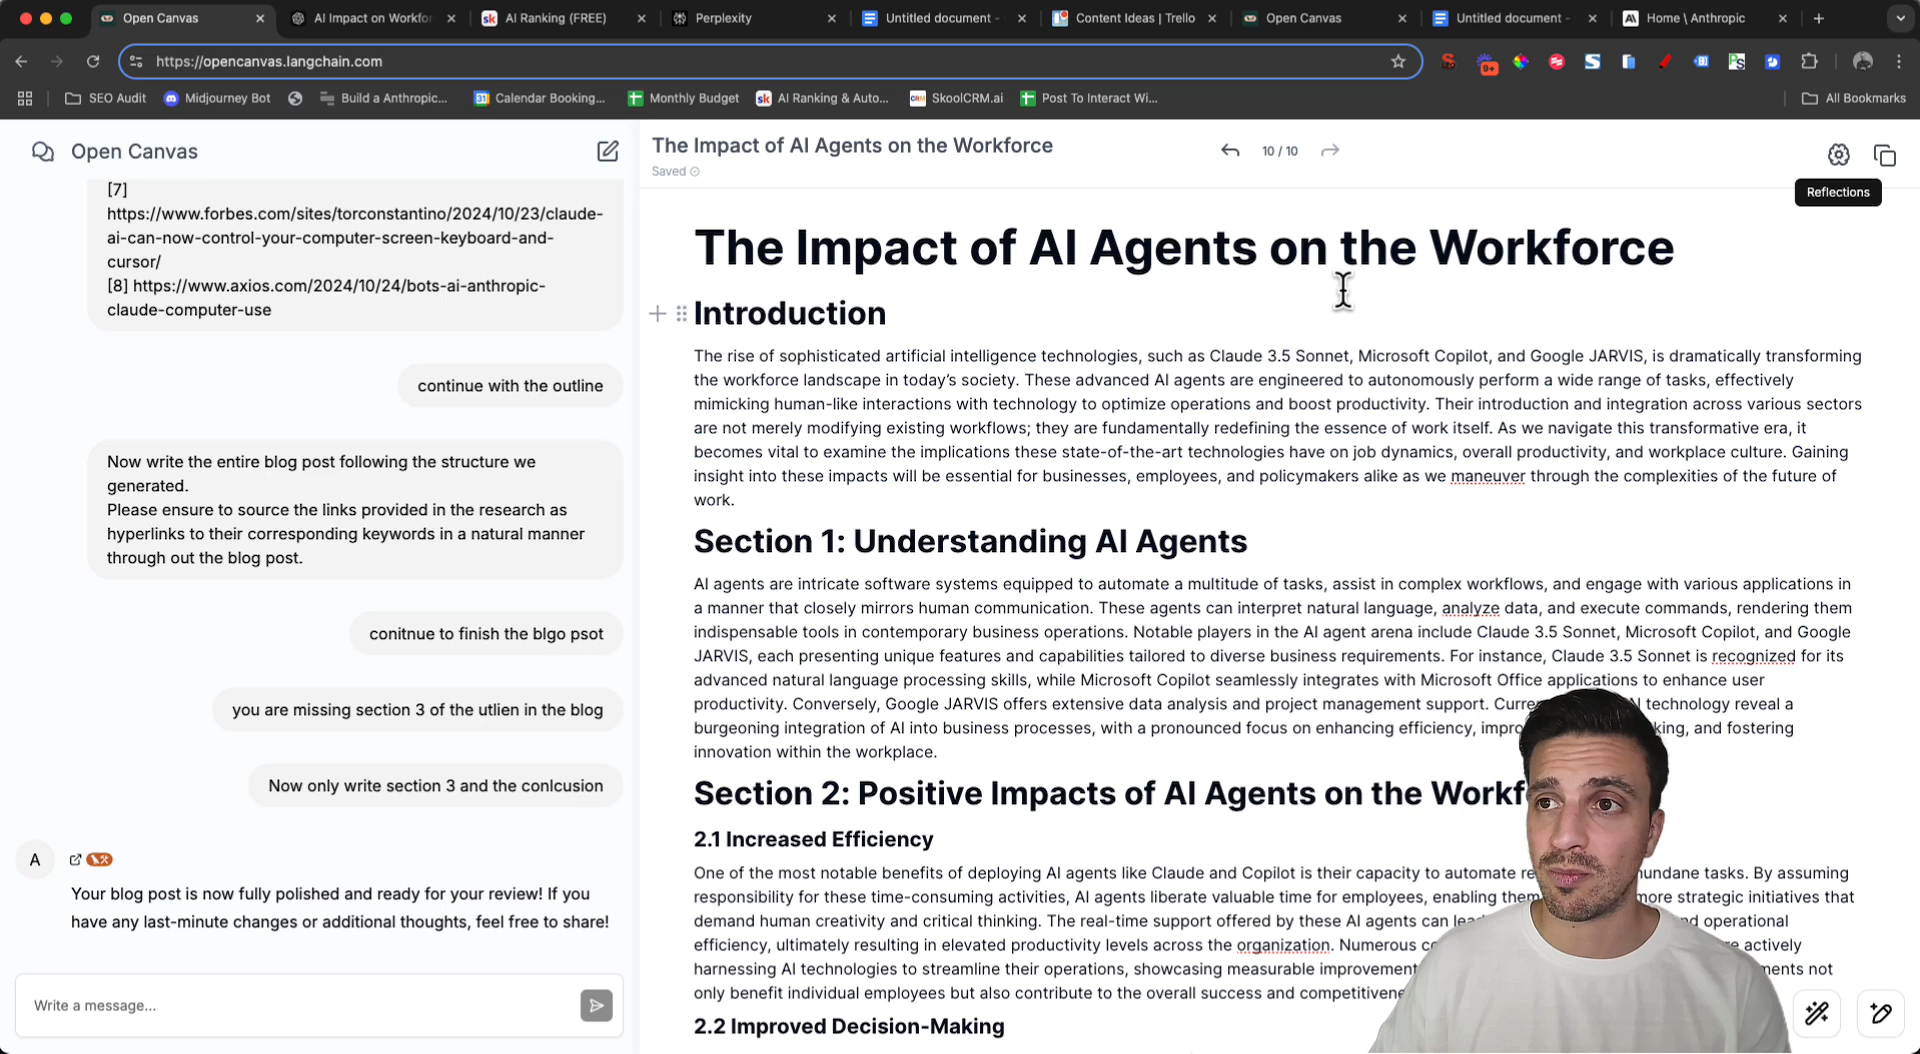 Open Canvas
AI Impact on Workfor
AI Ranking (FREE)
Perplexity
Untitled document -
Content Ideas | Trello
Open Canvas
Untitled document -
Home \ Anthropic
https://opencanvas.langchain.com
9+
SEO Audit
Midjourney Bot
Build a Anthropic...
Calendar Booking...
Monthly Budget
AI Ranking & Auto...
SkoolCRM.ai
Post To Interact Wi...
All Bookmarks
Open Canvas
[7]
https://www.forbes.com/sites/torconstantino/2024/10/23/claude-
ai-can-now-control-your-computer-screen-keyboard-and-
cursor/
[8] https://www.axios.com/2024/10/24/bots-ai-anthropic-
claude-computer-use
continue with the outline
Now write the entire blog post following the structure we
generated.
Please ensure to source the links provided in the research as
hyperlinks to their corresponding keywords in a natural manner
through out the blog post.
conitnue to finish the blgo psot
you are missing section 3 of the utlien in the blog
Now only write section 3 and the conlcusion
A
Your blog post is now fully polished and ready for your review! If you
have any last-minute changes or additional thoughts, feel free to share!
Write a message...
The Impact of AI Agents on the Workforce
Saved
10 / 10
Reflections
The Impact of AI Agents on the Workforce
Introduction
The rise of sophisticated artificial intelligence technologies, such as Claude 3.5 Sonnet, Microsoft Copilot, and Google JARVIS, is dramatically transforming
the workforce landscape in today's society. These advanced AI agents are engineered to autonomously perform a wide range of tasks, effectively
mimicking human-like interactions with technology to optimize operations and boost productivity. Their introduction and integration across various sectors
are not merely modifying existing workflows; they are fundamentally redefining the essence of work itself. As we navigate this transformative era, it
becomes vital to examine the implications these state-of-the-art technologies have on job dynamics, overall productivity, and workplace culture. Gaining
insight into these impacts will be essential for businesses, employees, and policymakers alike as we maneuver through the complexities of the future of
work.
Section 1: Understanding AI Agents
AI agents are intricate software systems equipped to automate a multitude of tasks, assist in complex workflows, and engage with various applications in
a manner that closely mirrors human communication. These agents can interpret natural language, analyze data, and execute commands, rendering them
indispensable tools in contemporary business operations. Notable players in the AI agent arena include Claude 3.5 Sonnet, Microsoft Copilot, and Google
JARVIS, each presenting unique features and capabilities tailored to diverse business requirements. For instance, Claude 3.5 Sonnet is recognized for its
advanced natural language processing skills, while Microsoft Copilot seamlessly integrates with Microsoft Office applications to enhance user
productivity. Conversely, Google JARVIS offers extensive data analysis and project management support. technology reveal a
burgeoning integration of AI into business processes, with a pronounced focus on enhancing efficiency, and fostering
innovation within the workplace.
Section 2: Positive Impacts of AI Agents on the Workf
2.1 Increased Efficiency
One of the most notable benefits of deploying AI agents like Claude and Copilot is their capacity to automate tasks. By assuming
responsibility for these time-consuming activities, AI agents liberate valuable time for employees, enabling them more strategic initiatives that
demand human creativity and critical thinking. The real-time support offered by these AI agents can operational
efficiency, ultimately resulting in elevated productivity levels across the organization. Numerous actively
harnessing AI technologies to streamline their operations, showcasing measurable improvement not
only benefit individual employees but also contribute to the overall success and
2.2 Improved Decision-Making